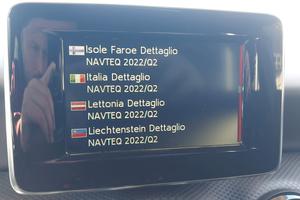 Isole Faroe Dettaglio
NAVTEQ 2022/Q2
Italia Dettaglio
NAVTEQ 2022/Q2
Lettonia Dettaglio
NAVTEQ 2022/Q2
Liechtenstein Dettaglio
NAVTEQ 2022/Q2